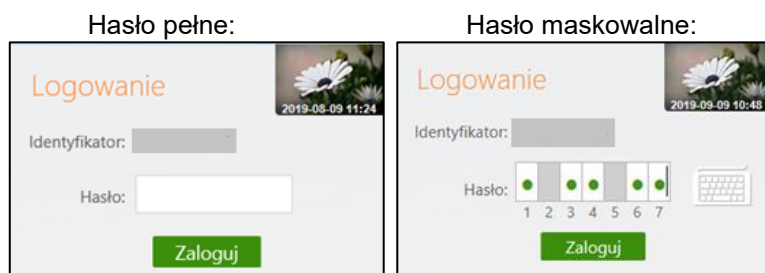 Hasło pełne:
Logowanie
2019-08-09 11:24
Identyfikator:
Hasło:
Zaloguj
Hasło maskowalne:
Logowanie
2019-09-09 10:48
Identyfikator:
Hasło:
1 2 3 4 5 6 7
Zaloguj